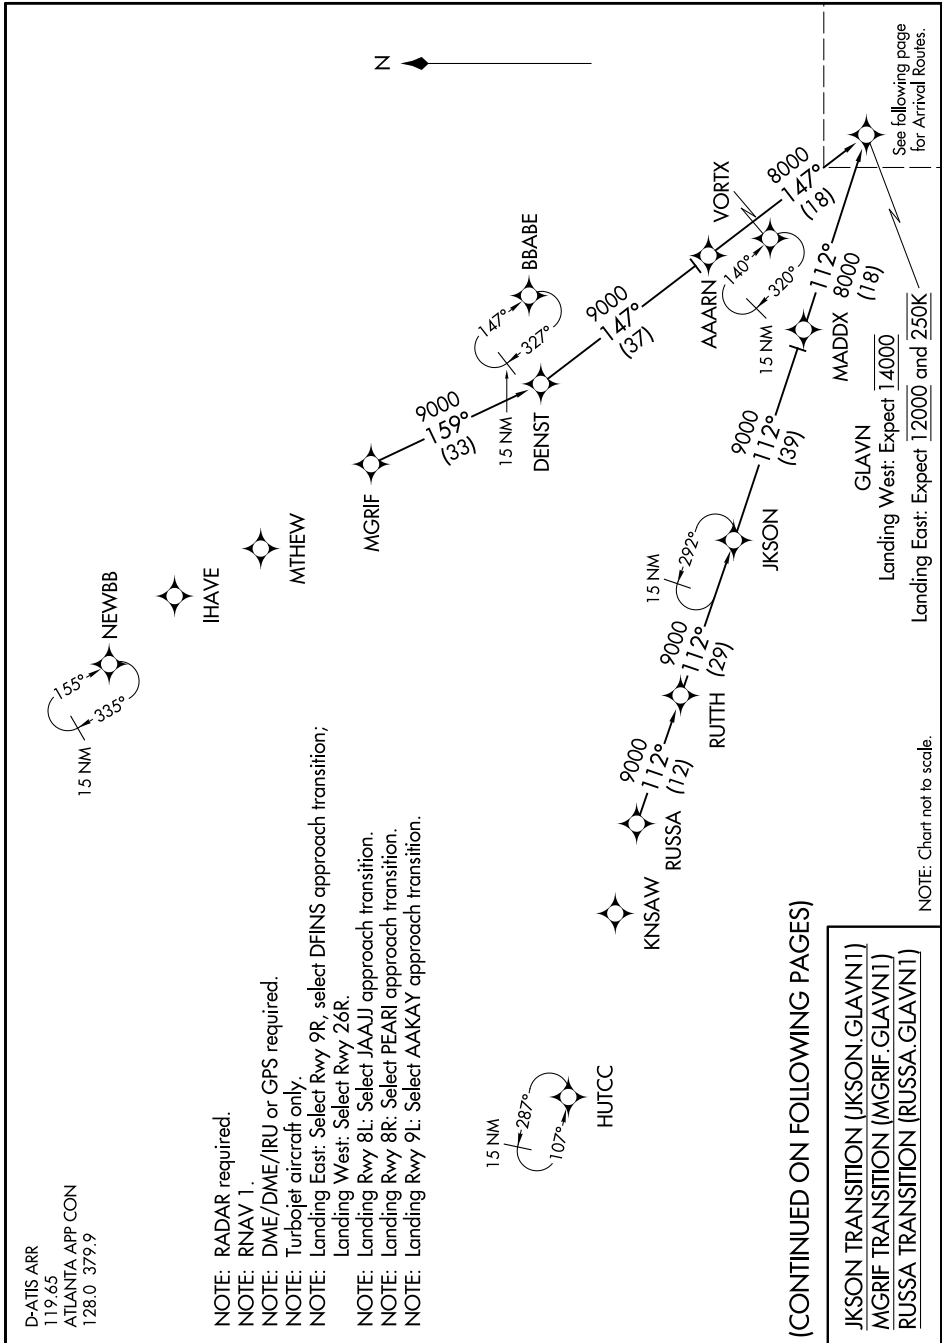 D-ATIS ARR
119.65
ATLANTA APP CON
128.0 379.9
NOTE: RADAR required.
NOTE: RNAV 1.
NOTE: DME/DME/IRU or GPS required.
NOTE: Turbojet aircraft only.
NOTE: Landing East: Select Rwy 9R, select DFINS approach transition;
Landing West: Select Rwy 26R.
NOTE: Landing Rwy 8L: Select JAAJJ approach transition.
NOTE: Landing Rwy 8R: Select PEARI approach transition.
NOTE: Landing Rwy 9L: Select AAKAY approach transition.
N
15 NM
155°
335°
NEWBB
IHAVE
MTHEW
MGRIF
9000
159°
(33)
15 NM
147°
327°
BBABE
DENST
9000
147°
(37)
AAARN
VORTX
15 NM
140°
320°
8000
147°
(18)
15 NM
287°
107°
HUTCC
KNSAW
RUSSA
9000
112°
(12)
RUTTH
9000
112°
(29)
15 NM
292°
JKSON
9000
112°
(39)
MADDX
112°
8000
(18)
GLAVN
Landing West: Expect 14000
Landing East: Expect 12000 and 250K
See following page
for Arrival Routes.
(CONTINUED ON FOLLOWING PAGES)
NOTE: Chart not to scale.
JKSON TRANSITION (JKSON.GLAVN1)
MGRIF TRANSITION (MGRIF.GLAVN1)
RUSSA TRANSITION (RUSSA.GLAVN1)